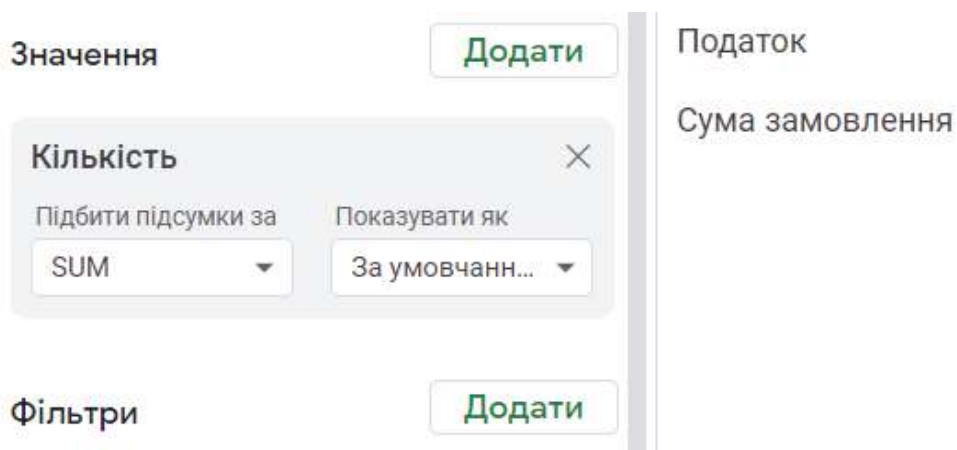 Значення
Додати
Кількість
Підбити підсумки за
Показувати як
SUM
За умовчанн...
Фільтри
Додати
Податок
Сума замовлення